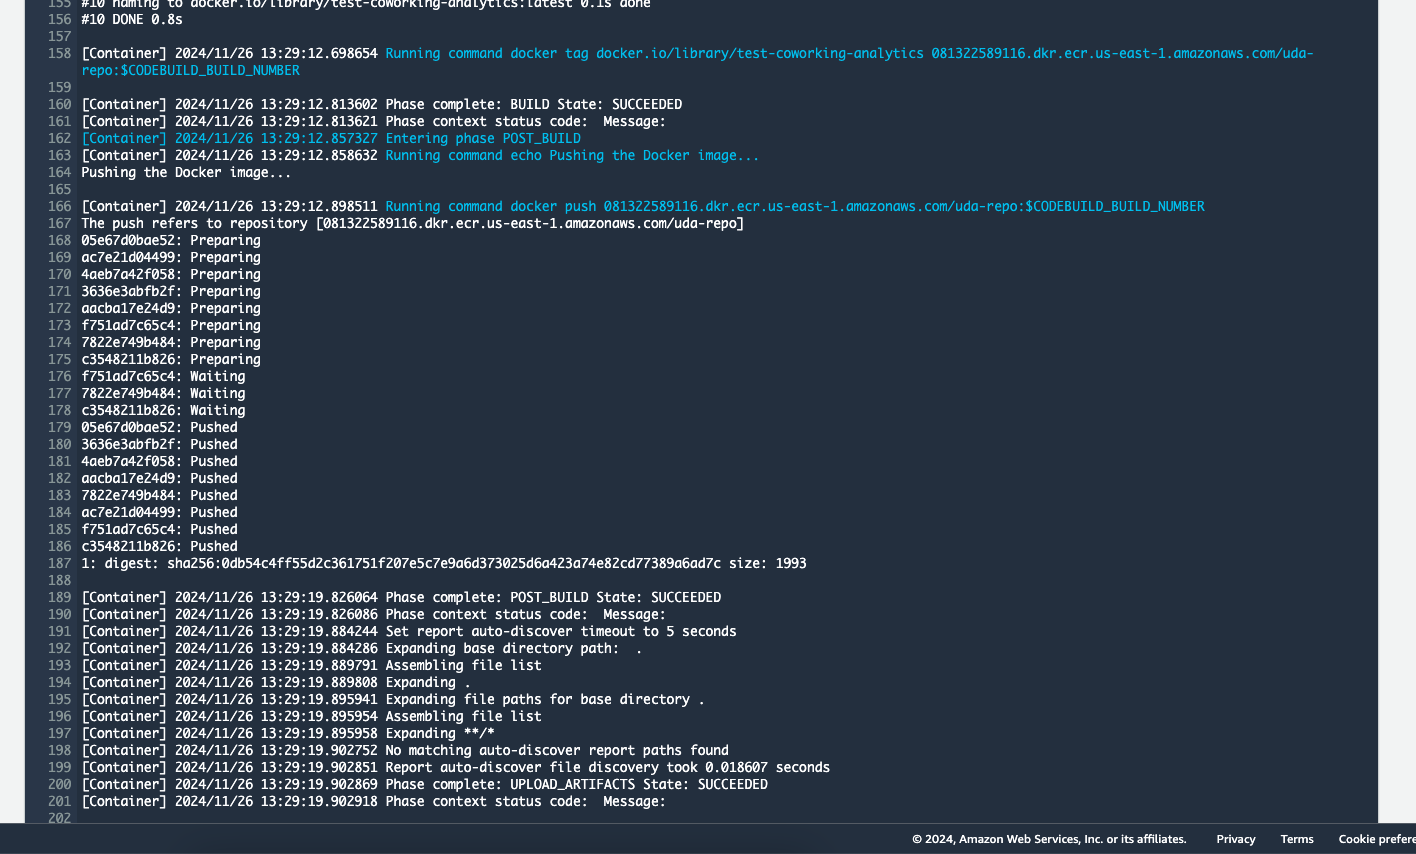 155 #10 naming to docker.io/library/test-coworking-analytics:latest 0.1s done
156 #10 DONE 0.8s
157
158 [Container] 2024/11/26 13:29:12.698654 Running command docker tag docker.io/library/test-coworking-analytics 081322589116.dkr.ecr.us-east-1.amazonaws.com/uda-
repo:$CODEBUILD_BUILD_NUMBER
159
160 [Container] 2024/11/26 13:29:12.813602 Phase complete: BUILD State: SUCCEEDED
161 [Container] 2024/11/26 13:29:12.813621 Phase context status code:  Message:
162 [Container] 2024/11/26 13:29:12.857327 Entering phase POST_BUILD
163 [Container] 2024/11/26 13:29:12.858632 Running command echo Pushing the Docker image...
164 Pushing the Docker image...
165
166 [Container] 2024/11/26 13:29:12.898511 Running command docker push 081322589116.dkr.ecr.us-east-1.amazonaws.com/uda-repo:$CODEBUILD_BUILD_NUMBER
167 The push refers to repository [081322589116.dkr.ecr.us-east-1.amazonaws.com/uda-repo]
168 05e67d0bae52: Preparing
169 ac7e21d04499: Preparing
170 4aeb7a42f058: Preparing
171 3636e3abfb2f: Preparing
172 aacba17e24d9: Preparing
173 f751ad7c65c4: Preparing
174 7822e749b484: Preparing
175 c3548211b826: Preparing
176 f751ad7c65c4: Waiting
177 7822e749b484: Waiting
178 c3548211b826: Waiting
179 05e67d0bae52: Pushed
180 3636e3abfb2f: Pushed
181 4aeb7a42f058: Pushed
182 aacba17e24d9: Pushed
183 7822e749b484: Pushed
184 ac7e21d04499: Pushed
185 f751ad7c65c4: Pushed
186 c3548211b826: Pushed
187 1: digest: sha256:0db54c4ff55d2c361751f207e5c7e9a6d373025d6a423a74e82cd77389a6ad7c size: 1993
188
189 [Container] 2024/11/26 13:29:19.826064 Phase complete: POST_BUILD State: SUCCEEDED
190 [Container] 2024/11/26 13:29:19.826086 Phase context status code:  Message:
191 [Container] 2024/11/26 13:29:19.884244 Set report auto-discover timeout to 5 seconds
192 [Container] 2024/11/26 13:29:19.884286 Expanding base directory path:  .
193 [Container] 2024/11/26 13:29:19.889791 Assembling file list
194 [Container] 2024/11/26 13:29:19.889808 Expanding .
195 [Container] 2024/11/26 13:29:19.895941 Expanding file paths for base directory .
196 [Container] 2024/11/26 13:29:19.895954 Assembling file list
197 [Container] 2024/11/26 13:29:19.895958 Expanding **/*
198 [Container] 2024/11/26 13:29:19.902752 No matching auto-discover report paths found
199 [Container] 2024/11/26 13:29:19.902851 Report auto-discover file discovery took 0.018607 seconds
200 [Container] 2024/11/26 13:29:19.902869 Phase complete: UPLOAD_ARTIFACTS State: SUCCEEDED
201 [Container] 2024/11/26 13:29:19.902918 Phase context status code:  Message:
202
© 2024, Amazon Web Services, Inc. or its affiliates. Privacy Terms Cookie prefere